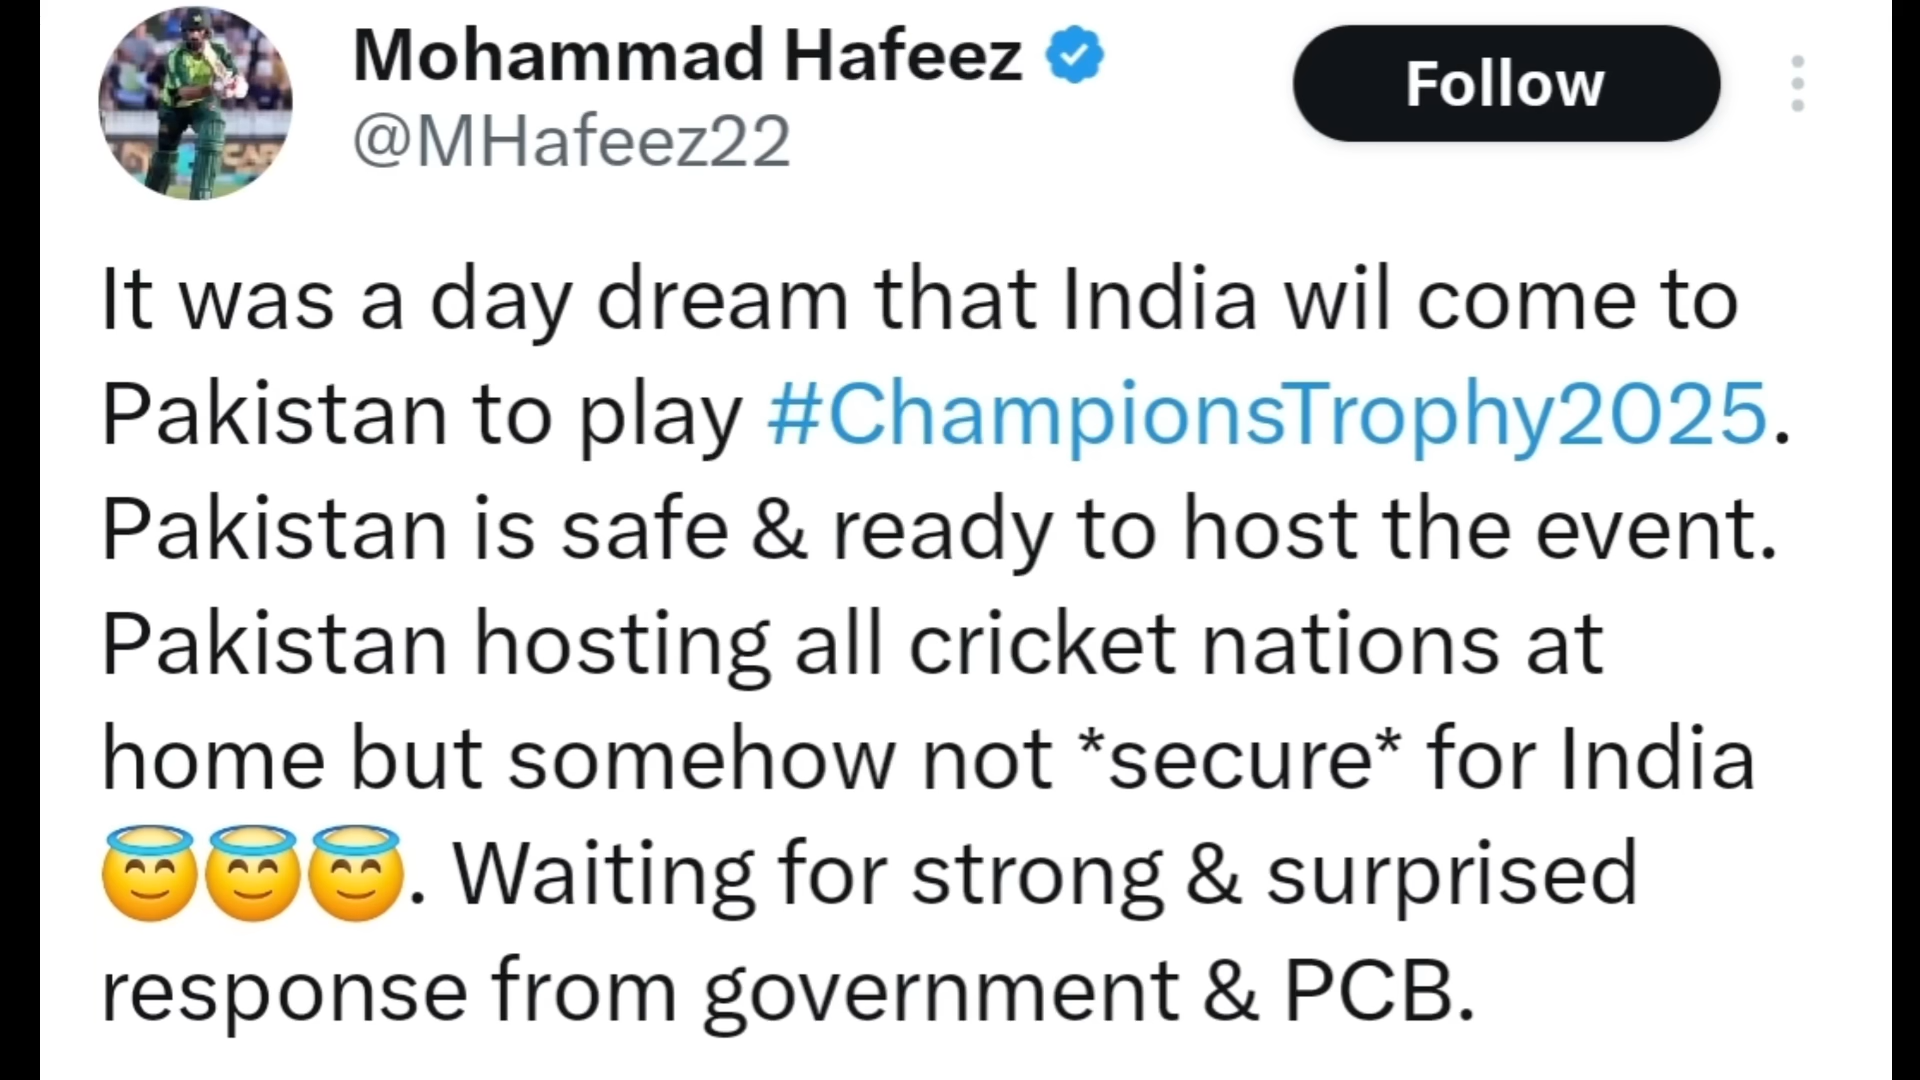 Mohammad Hafeez
Follow
@MHafeez22
It was a day dream that India wil come to
Pakistan to play #ChampionsTrophy2025.
Pakistan is safe & ready to host the event.
Pakistan hosting all cricket nations at
home but somehow not *secure* for India
😇😇😇. Waiting for strong & surprised
response from government & PCB.